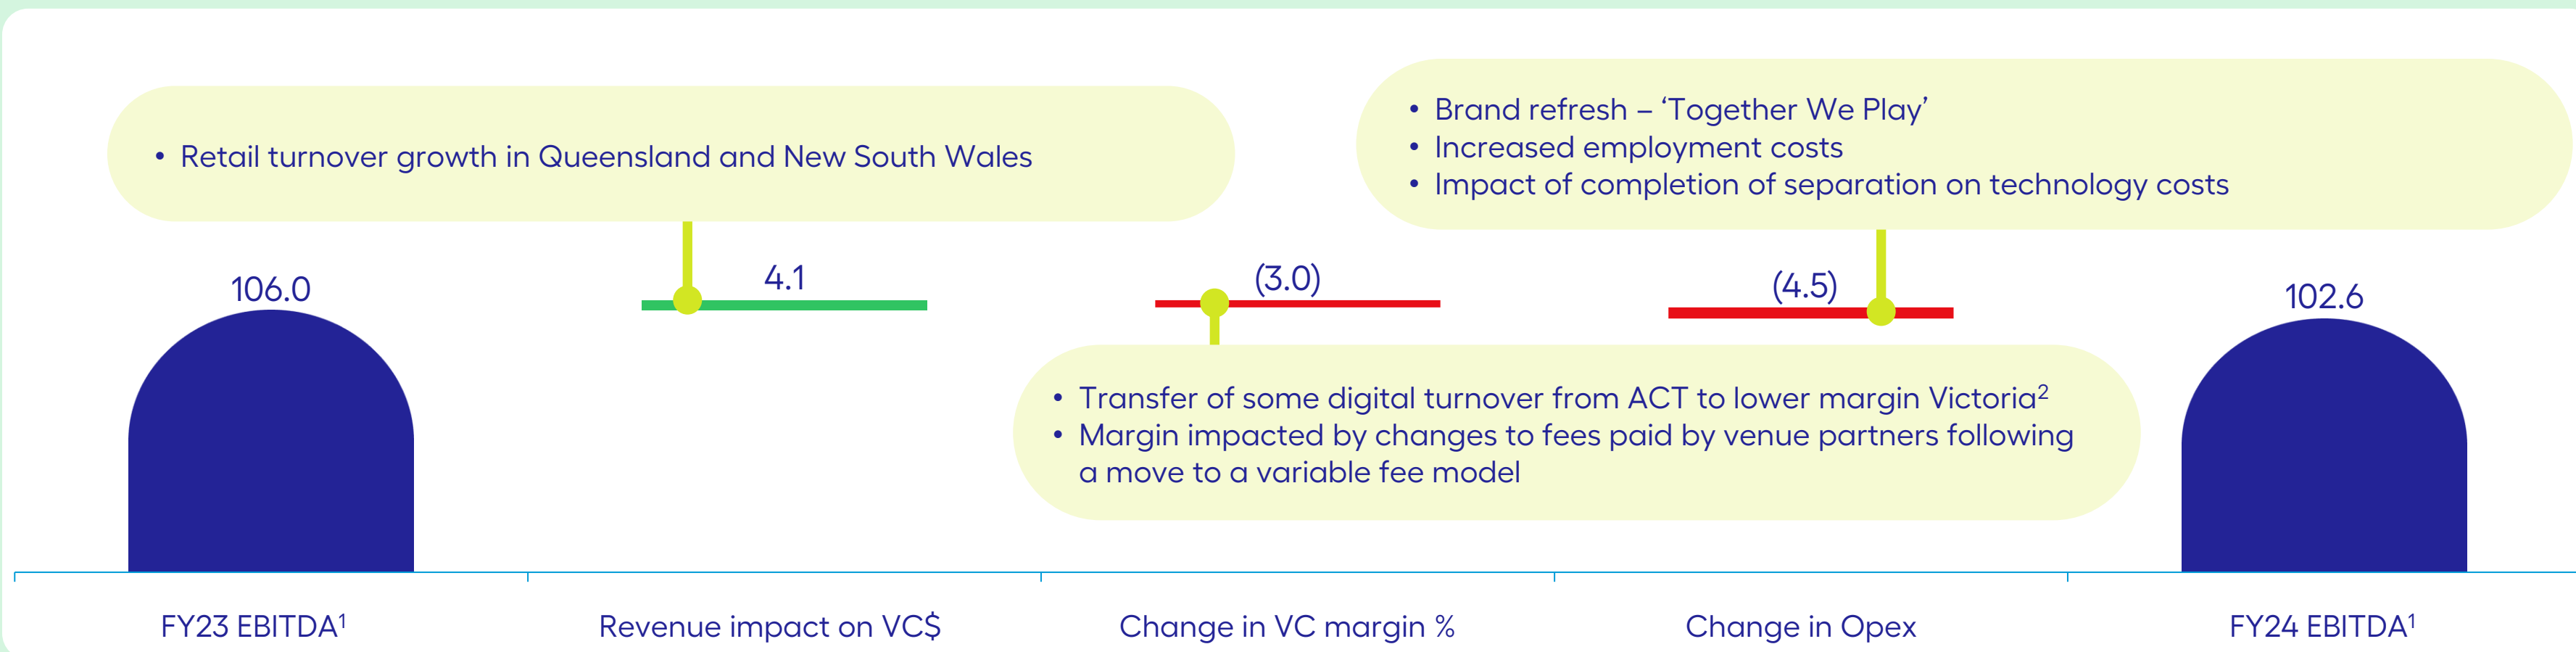 • Retail turnover growth in Queensland and New South Wales
• Brand refresh – ‘Together We Play’
• Increased employment costs
• Impact of completion of separation on technology costs
106.0
4.1
(3.0)
(4.5)
102.6
• Transfer of some digital turnover from ACT to lower margin Victoria²
• Margin impacted by changes to fees paid by venue partners following
a move to a variable fee model
FY23 EBITDA¹
Revenue impact on VC$
Change in VC margin %
Change in Opex
FY24 EBITDA¹